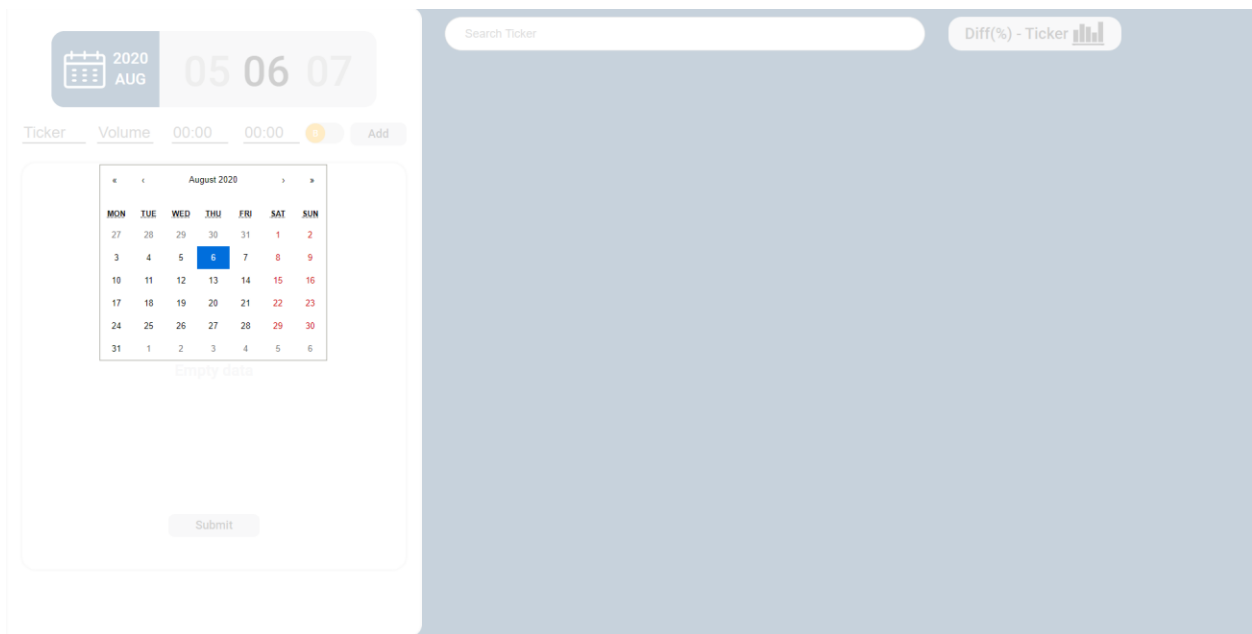 2020
AUG
05 06 07
Search Ticker
Diff(%) - Ticker
Ticker Volume 00:00 00:00 Add
« ‹ August 2020 › »
MON TUE WED THU FRI SAT SUN
27 28 29 30 31 1 2
3 4 5 6 7 8 9
10 11 12 13 14 15 16
17 18 19 20 21 22 23
24 25 26 27 28 29 30
31 1 2 3 4 5 6
Empty data
Submit